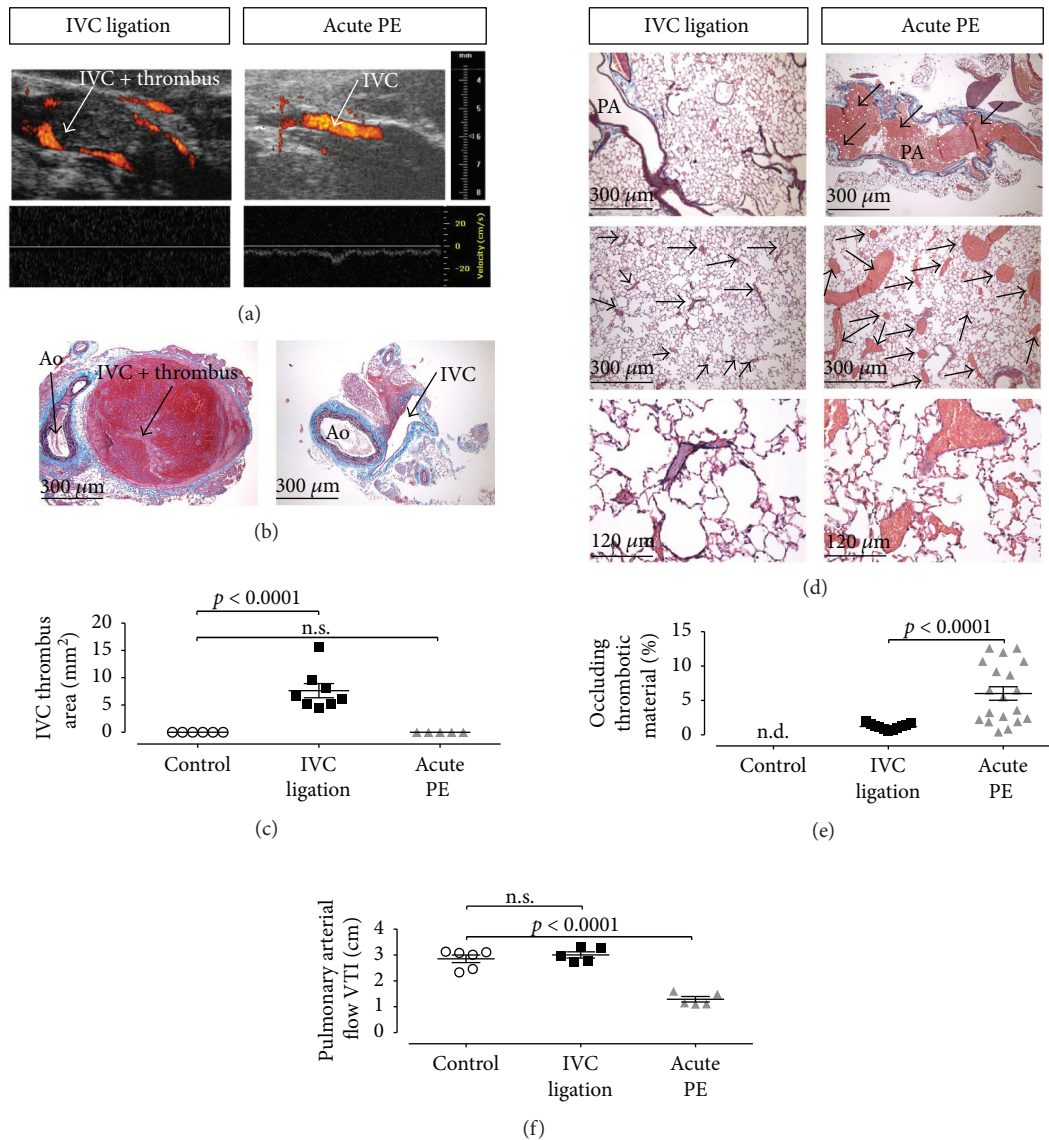 IVC ligation
Acute PE
IVC + thrombus
IVC
mm
4
5
6
7
8
20
0
-20
Velocity (cm/s)
(a)
Ao
IVC + thrombus
300 μm
IVC
Ao
300 μm
(b)
p < 0.0001
n.s.
20
15
10
5
0
IVC thrombus
area (mm²)
Control
IVC
ligation
Acute
PE
(c)
IVC ligation
Acute PE
PA
300 μm
PA
300 μm
300 μm
300 μm
120 μm
120 μm
(d)
p < 0.0001
15
10
5
0
Occluding
thrombotic
material (%)
n.d.
Control
IVC
ligation
Acute
PE
(e)
n.s.
p < 0.0001
4
3
2
1
0
Pulmonary arterial
flow VTI (cm)
Control
IVC
ligation
Acute
PE
(f)